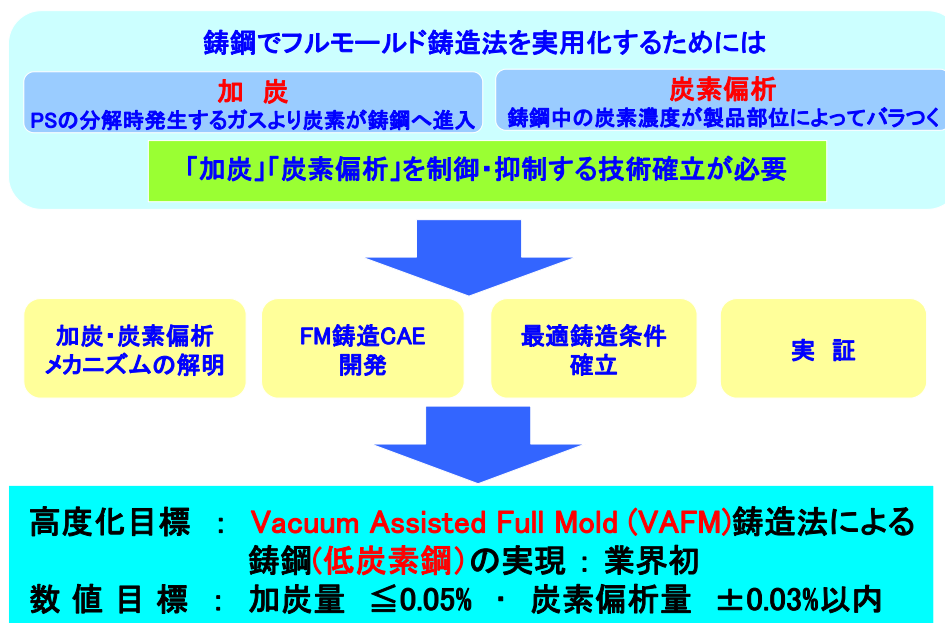 鋳鋼でフルモールド鋳造法を実用化するためには
加 炭
PSの分解時発生するガスより炭素が鋳鋼へ進入
炭素偏析
鋳鋼中の炭素濃度が製品部位によってバラつく
「加炭」「炭素偏析」を制御・抑制する技術確立が必要
加炭・炭素偏析
メカニズムの解明
FM鋳造CAE
開発
最適鋳造条件
確立
実 証
高度化目標 : Vacuum Assisted Full Mold (VAFM)鋳造法による
鋳鋼(低炭素鋼)の実現 : 業界初
数 値 目 標 : 加炭量 ≦0.05% ・ 炭素偏析量 ±0.03%以内